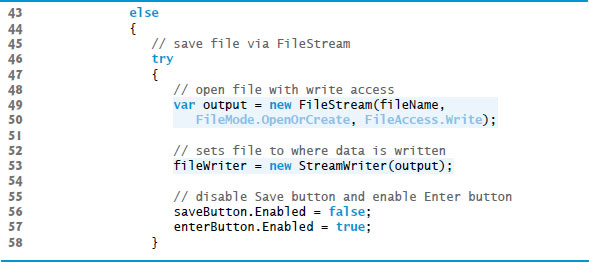 43 else
44 {
45 // save file via FileStream
46 try
47 {
48 // open file with write access
49 var output = new FileStream(fileName,
50 FileMode.OpenOrCreate, FileAccess.Write);
51
52 // sets file to where data is written
53 fileWriter = new StreamWriter(output);
54
55 // disable Save button and enable Enter button
56 saveButton.Enabled = false;
57 enterButton.Enabled = true;
58 }